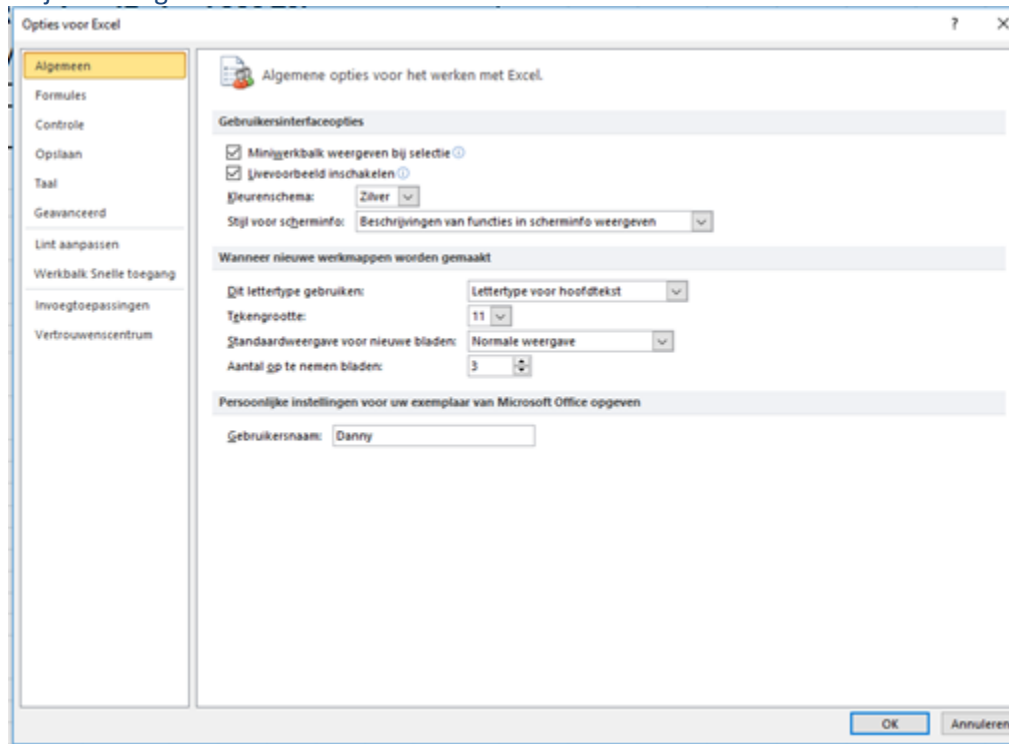 Opties voor Excel
Algemeen
Formules
Controle
Opslaan
Taal
Geavanceerd
Lint aanpassen
Werkbalk Snelle toegang
Invoegtoepassingen
Vertrouwenscentrum
Algemene opties voor het werken met Excel.
Gebruikersinterfaceopties
Miniwerkbalk weergeven bij selectie
Livevoorbeeld inschakelen
Kleurenschema: Zilver
Stijl voor scherminfo: Beschrijvingen van functies in scherminfo weergeven
Wanneer nieuwe werkmappen worden gemaakt
Dit lettertype gebruiken: Lettertype voor hoofdtekst
Tekengrootte: 11
Standaardweergave voor nieuwe bladen: Normale weergave
Aantal op te nemen bladen: 3
Persoonlijke instellingen voor uw exemplaar van Microsoft Office opgeven
Gebruikersnaam: Danny
OK Annuleren